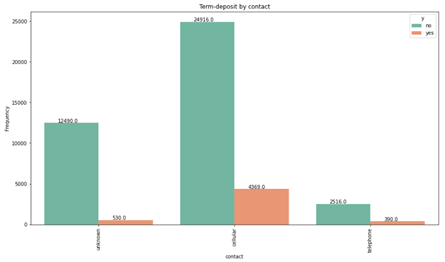 Term-deposit by contact
y
no
yes
Frequency
25000
20000
15000
10000
5000
0
12490.0
530.0
24916.0
4369.0
2516.0
390.0
unknown
cellular
telephone
contact